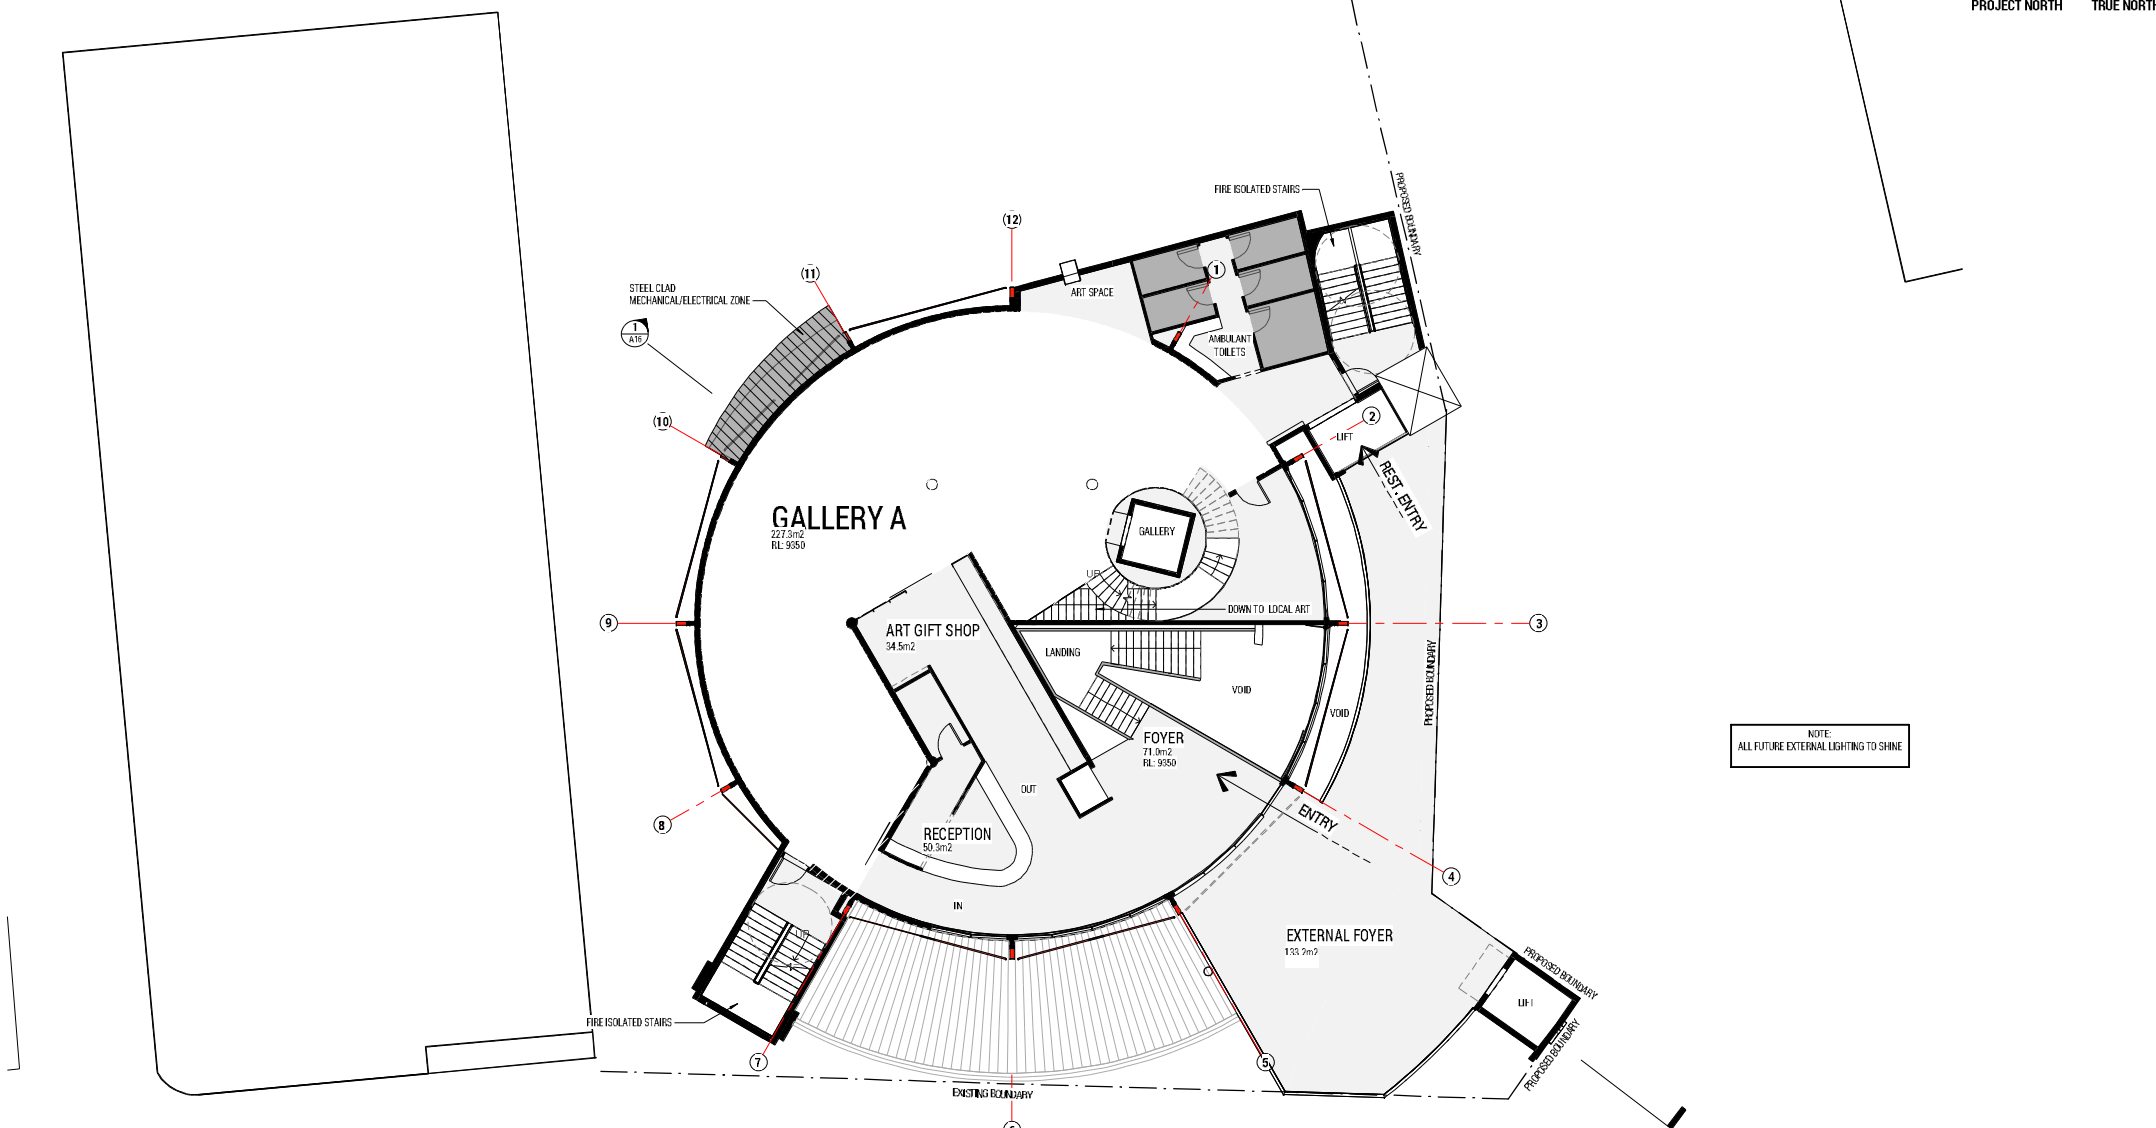 PROJECT NORTH
TRUE NORTH
FIRE ISOLATED STAIRS
PROPOSED BOUNDARY
(12)
(11)
1
ART SPACE
STEEL CLAD
MECHANICAL/ELECTRICAL ZONE
1
A16
AMBULANT
TOILETS
(10)
2
LIFT
REST. ENTRY
GALLERY A
227.3m2
RL: 9350
GALLERY
UP
DOWN TO LOCAL ART
9
3
ART GIFT SHOP
34.5m2
LANDING
VOID
VOID
PROPOSED BOUNDARY
FOYER
71.0m2
RL: 9350
NOTE:
ALL FUTURE EXTERNAL LIGHTING TO SHINE
OUT
ENTRY
8
RECEPTION
50.3m2
4
IN
UP
EXTERNAL FOYER
133.2m2
PROPOSED BOUNDARY
LIFT
FIRE ISOLATED STAIRS
PROPOSED BOUNDARY
7
5
EXISTING BOUNDARY
6